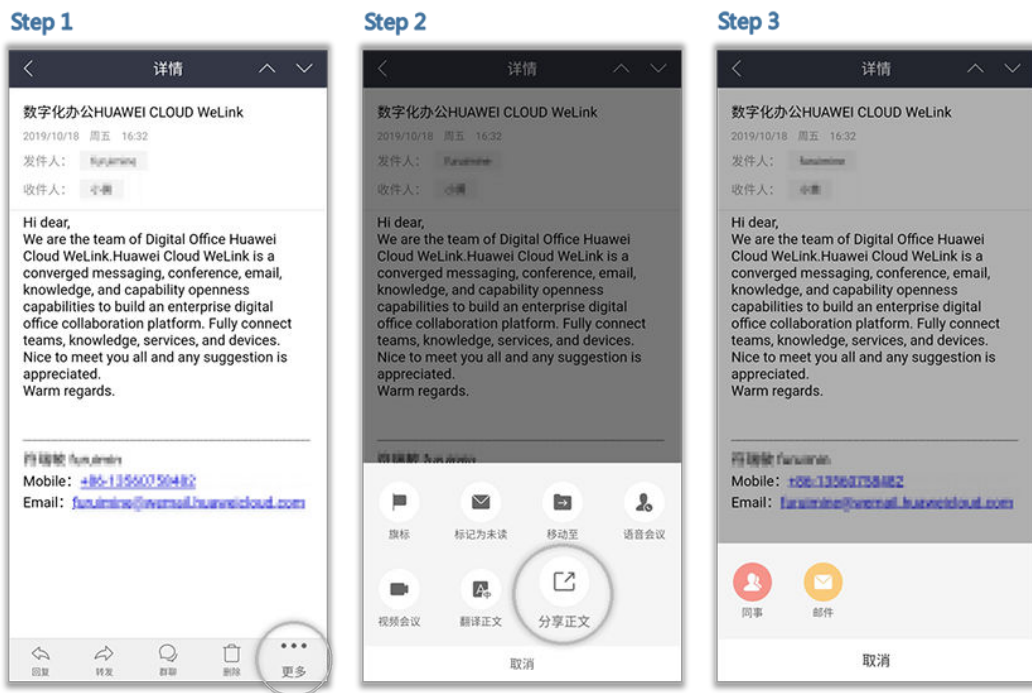 Step 1
详情
数字化办公HUAWEI CLOUD WeLink
2019/10/18 周五 16:32
发件人：
收件人：
Hi dear,
We are the team of Digital Office Huawei
Cloud WeLink.Huawei Cloud WeLink is a
converged messaging, conference, email,
knowledge, and capability openness
capabilities to build an enterprise digital
office collaboration platform. Fully connect
teams, knowledge, services, and devices.
Nice to meet you all and any suggestion is
appreciated.
Warm regards.
Mobile：
Email：
回复
转发
群聊
删除
更多
Step 2
详情
数字化办公HUAWEI CLOUD WeLink
2019/10/18 周五 16:32
发件人：
收件人：
Hi dear,
We are the team of Digital Office Huawei
Cloud WeLink.Huawei Cloud WeLink is a
converged messaging, conference, email,
knowledge, and capability openness
capabilities to build an enterprise digital
office collaboration platform. Fully connect
teams, knowledge, services, and devices.
Nice to meet you all and any suggestion is
appreciated.
Warm regards.
旗标
标记为未读
移动至
语音会议
视频会议
翻译正文
分享正文
取消
Step 3
详情
数字化办公HUAWEI CLOUD WeLink
2019/10/18 周五 16:32
发件人：
收件人：
Hi dear,
We are the team of Digital Office Huawei
Cloud WeLink.Huawei Cloud WeLink is a
converged messaging, conference, email,
knowledge, and capability openness
capabilities to build an enterprise digital
office collaboration platform. Fully connect
teams, knowledge, services, and devices.
Nice to meet you all and any suggestion is
appreciated.
Warm regards.
Mobile：
Email：
同事
邮件
取消